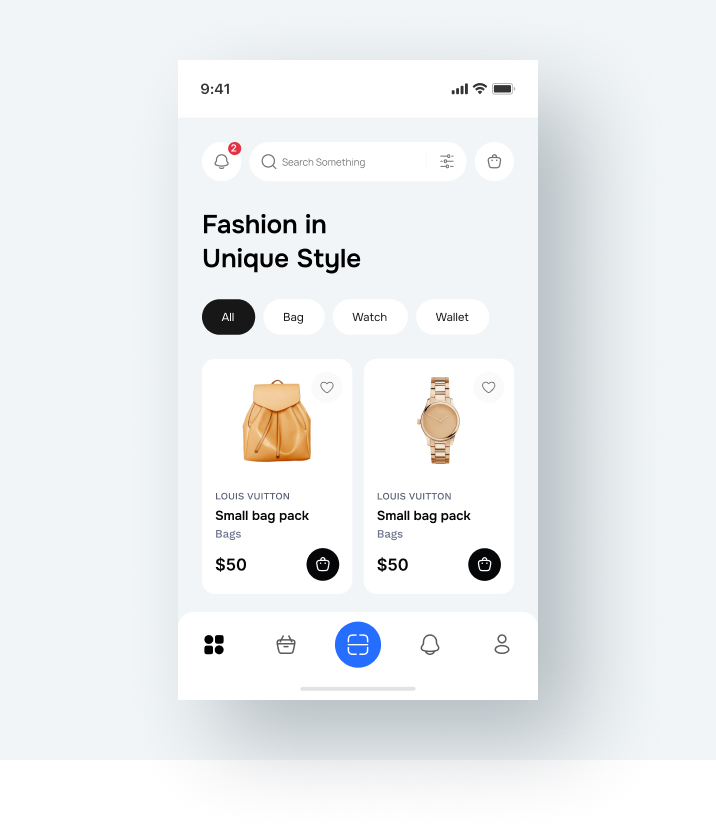 9:41
2
Search Something
Fashion in
Unique Style
All Bag Watch Wallet
LOUIS VUITTON
Small bag pack
Bags
$50
LOUIS VUITTON
Small bag pack
Bags
$50